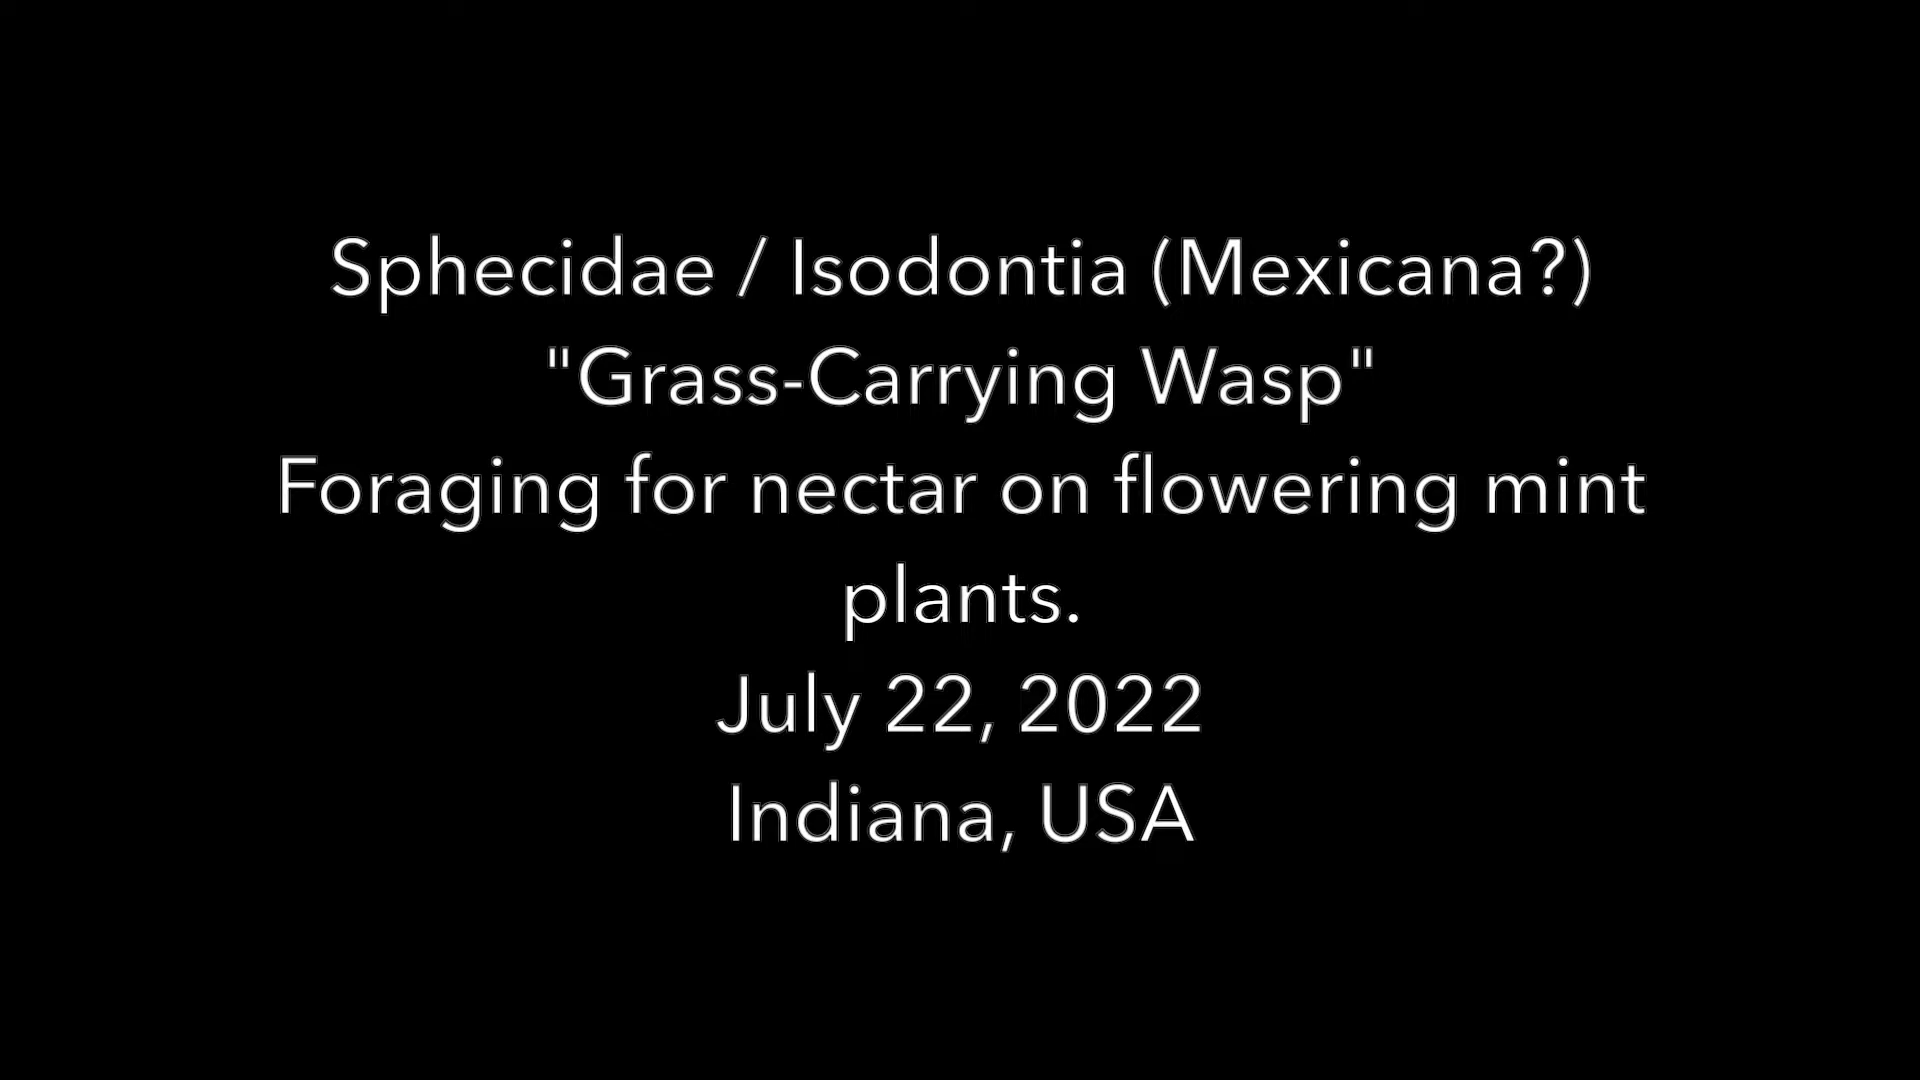 Sphecidae / Isodontia (Mexicana?)
"Grass-Carrying Wasp"
Foraging for nectar on flowering mint
plants.
July 22, 2022
Indiana, USA